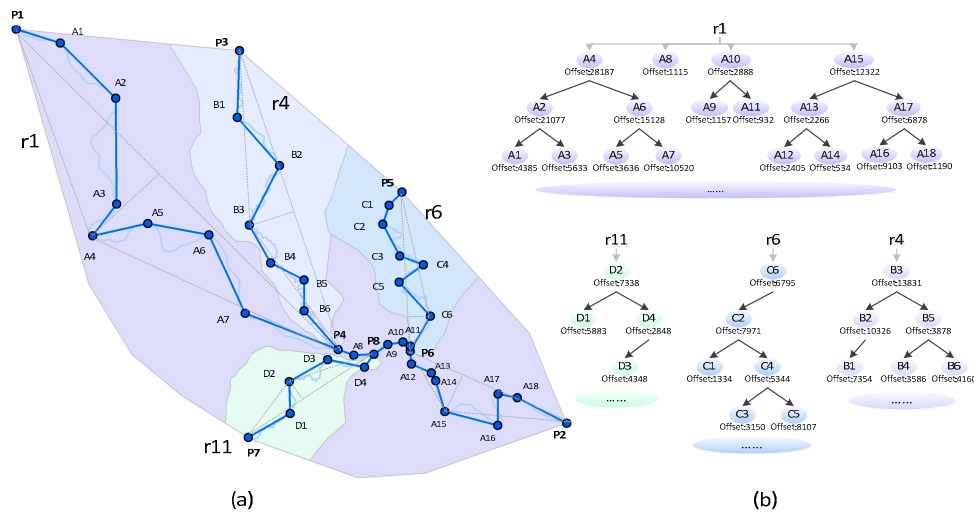 P1
A1
A2
r1
A3
A4
A5
A6
A7
P3
B1
r4
B2
B3
B4
B5
B6
P5
C1
r6
C2
C3
C4
C5
C6
P4
A8
P8
A10
A9
A11
P6
A12
A13
A14
A15
A16
A17
A18
P2
D3
D4
D2
D1
r11
P7
(a)
r1
A4 A8 A10 A15
Offset:28187 Offset:1115 Offset:2888 Offset:12322
A2 A6 A9 A11 A13 A17
Offset:21077 Offset:15128 Offset:1157 Offset:932 Offset:2266 Offset:6878
A1 A3 A5 A7 A12 A14 A16 A18
Offset:4385 Offset:5633 Offset:3636 Offset:10520 Offset:2405 Offset:534 Offset:9103 Offset:1190
......
r11
D2
Offset:7338
D1 D4
Offset:5883 Offset:2848
D3
Offset:4348
......
r6
C6
Offset:6795
C2
Offset:7971
C1 C4
Offset:1334 Offset:5344
C3 C5
Offset:3150 Offset:8107
......
r4
B3
Offset:13831
B2 B5
Offset:10326 Offset:3878
B1 B4 B6
Offset:7354 Offset:3586 Offset:4160
......
(b)